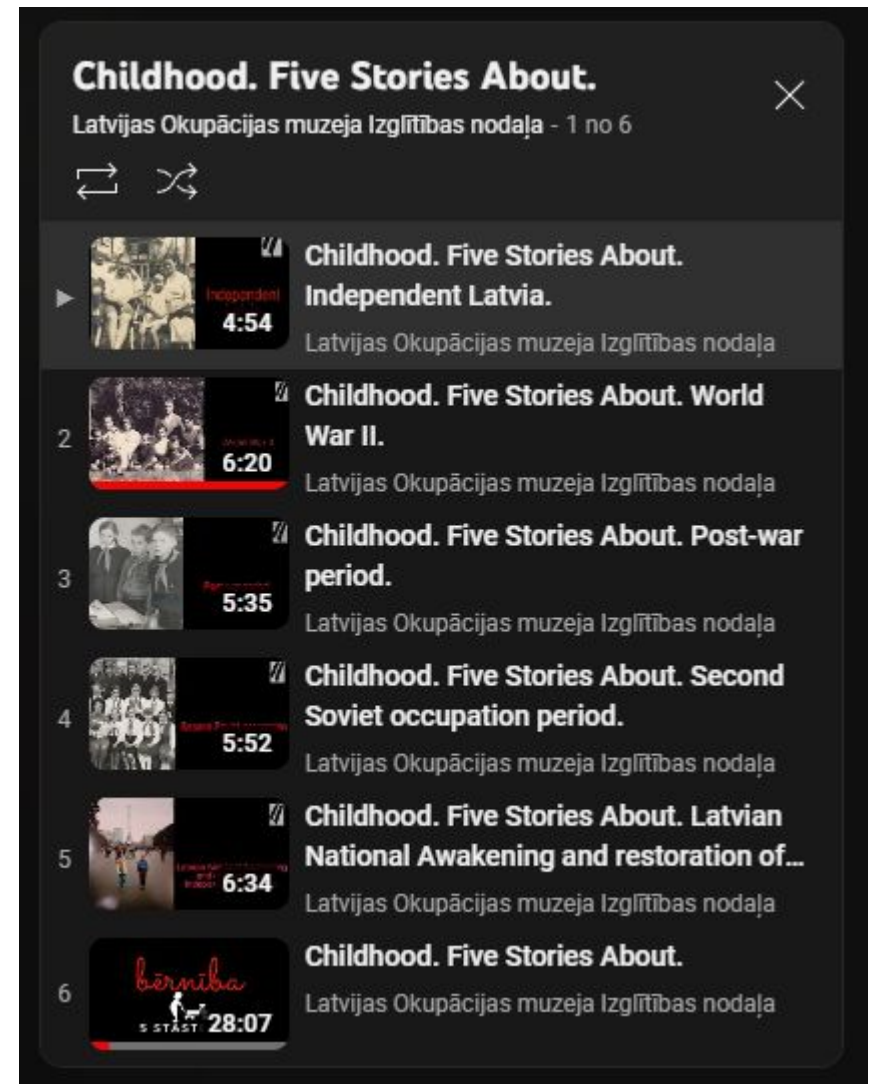 Childhood. Five Stories About.
Latvijas Okupācijas muzeja Izglītības nodaļa - 1 no 6
Independent
4:54
Childhood. Five Stories About.
Independent Latvia.
Latvijas Okupācijas muzeja Izglītības nodaļa
2
6:20
Childhood. Five Stories About. World
War II.
Latvijas Okupācijas muzeja Izglītības nodaļa
3
5:35
Childhood. Five Stories About. Post-war
period.
Latvijas Okupācijas muzeja Izglītības nodaļa
4
5:52
Childhood. Five Stories About. Second
Soviet occupation period.
Latvijas Okupācijas muzeja Izglītības nodaļa
5
6:34
Childhood. Five Stories About. Latvian
National Awakening and restoration of...
Latvijas Okupācijas muzeja Izglītības nodaļa
6
bērnība
5 STĀST
28:07
Childhood. Five Stories About.
Latvijas Okupācijas muzeja Izglītības nodaļa